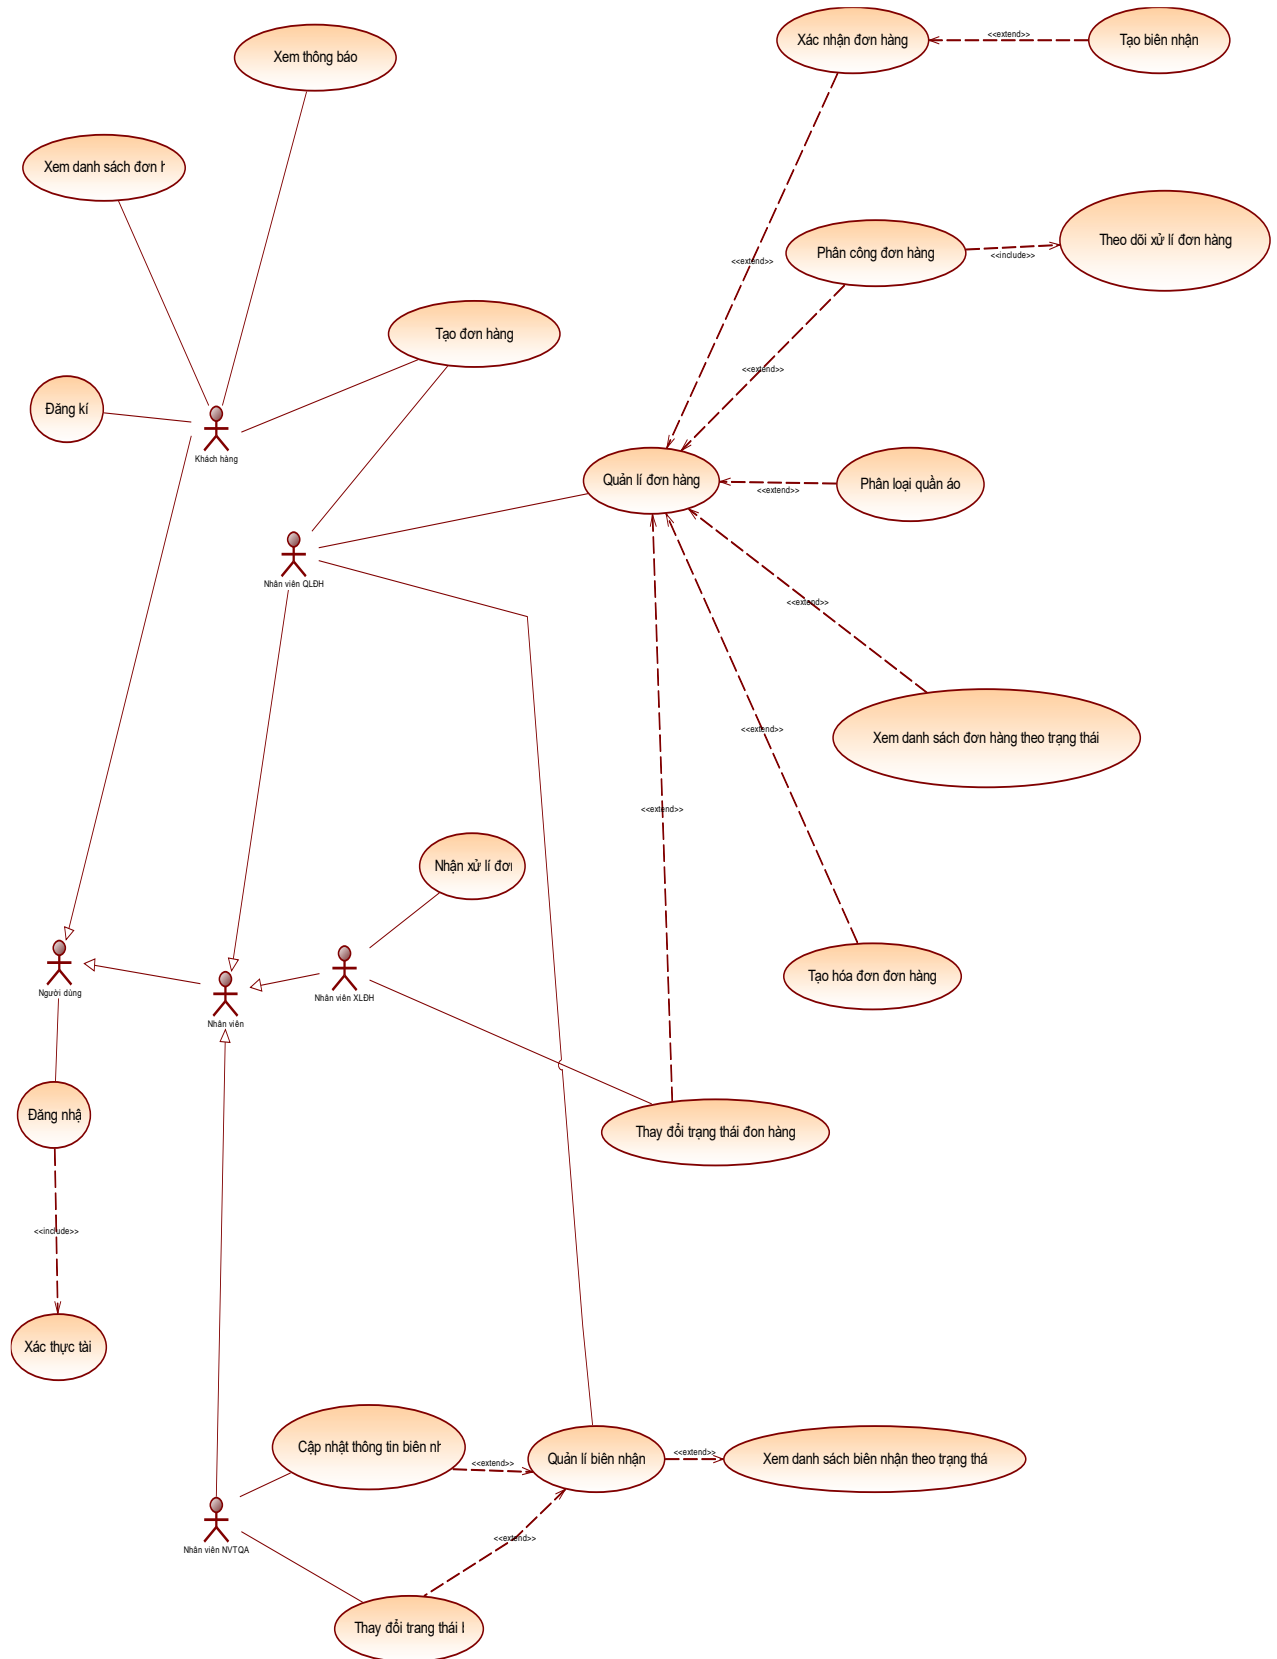 Xem thông báo
Xác nhận đơn hàng
<<extend>>
Tạo biên nhận
Xem danh sách đơn h
Phân công đơn hàng
<<include>>
Theo dõi xử lí đơn hàng
<<extend>>
Tạo đơn hàng
<<extend>>
Đăng kí
Khách hàng
Quản lí đơn hàng
<<extend>>
Phân loại quần áo
Nhân viên QLĐH
<<extend>>
<<extend>>
Xem danh sách đơn hàng theo trạng thái
<<extend>>
Nhận xử lí đơn
Tạo hóa đơn đơn hàng
Người dùng
Nhân viên
Nhân viên XLĐH
Đăng nhậ
Thay đổi trạng thái đon hàng
<<include>>
Xác thực tài
Cập nhật thông tin biên nh
<<extend>>
Quản lí biên nhận
<<extend>>
Xem danh sách biên nhận theo trạng thá
Nhân viên NVTQA
<<extend>>
Thay đổi trang thái